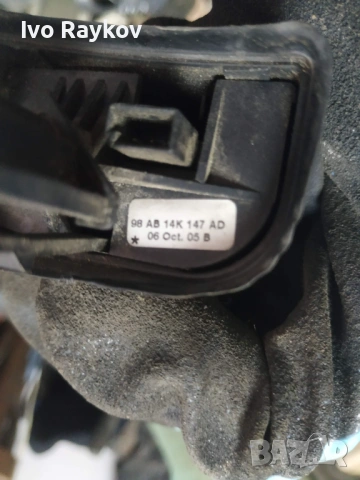 Ivo Raykov
98 AB 14K 147 AD
* 06 Oct. 05 B
BAZAR